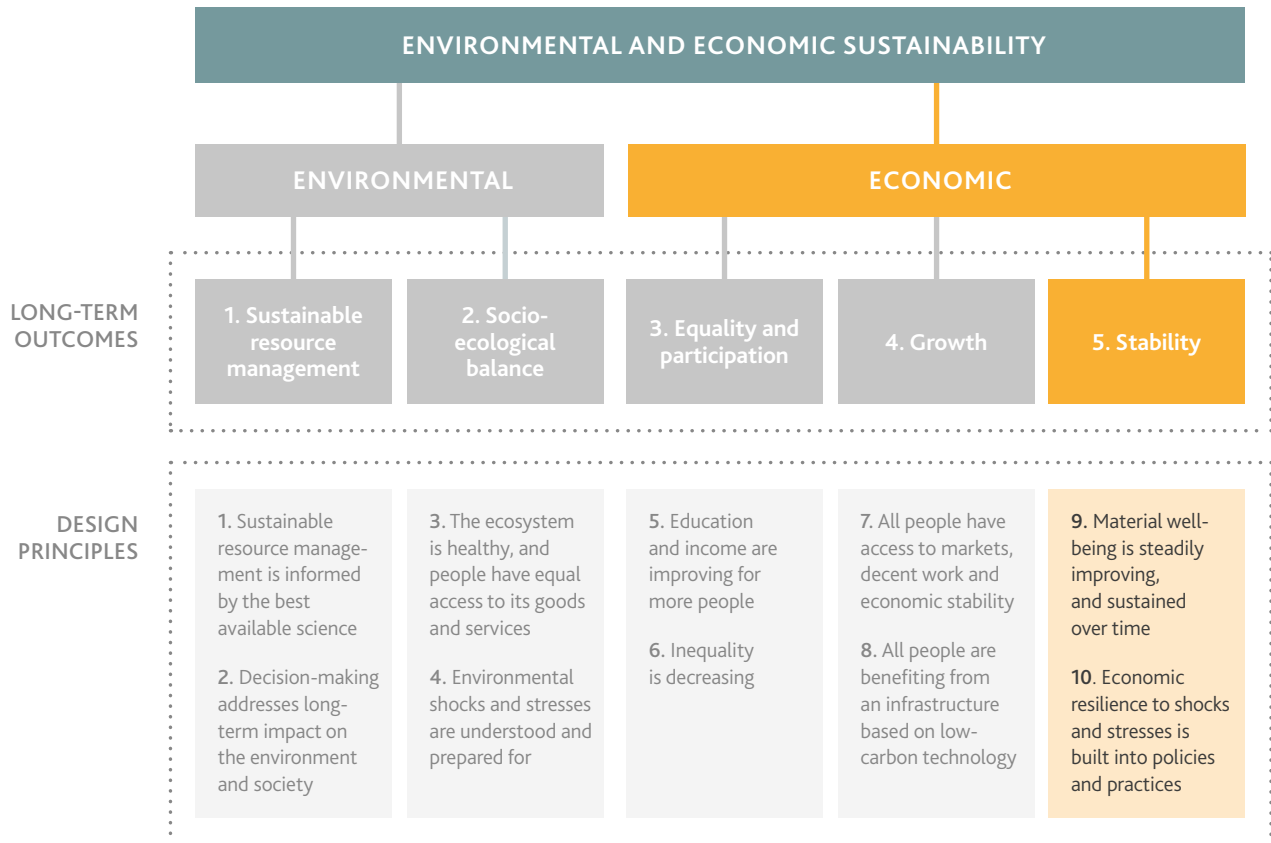 ENVIRONMENTAL AND ECONOMIC SUSTAINABILITY
ENVIRONMENTAL
ECONOMIC
LONG-TERM
OUTCOMES
1. Sustainable
resource
management
2. Socio-
ecological
balance
3. Equality and
participation
4. Growth
5. Stability
DESIGN
PRINCIPLES
1. Sustainable
resource manage-
ment is informed
by the best
available science
2. Decision-making
addresses long-
term impact on
the environment
and society
3. The ecosystem
is healthy, and
people have equal
access to its goods
and services
4. Environmental
shocks and stresses
are understood and
prepared for
5. Education
and income are
improving for
more people
6. Inequality
is decreasing
7. All people have
access to markets,
decent work and
economic stability
8. All people are
benefiting from
an infrastructure
based on low-
carbon technology
9. Material well-
being is steadily
improving,
and sustained
over time
10. Economic
resilience to shocks
and stresses is
built into policies
and practices